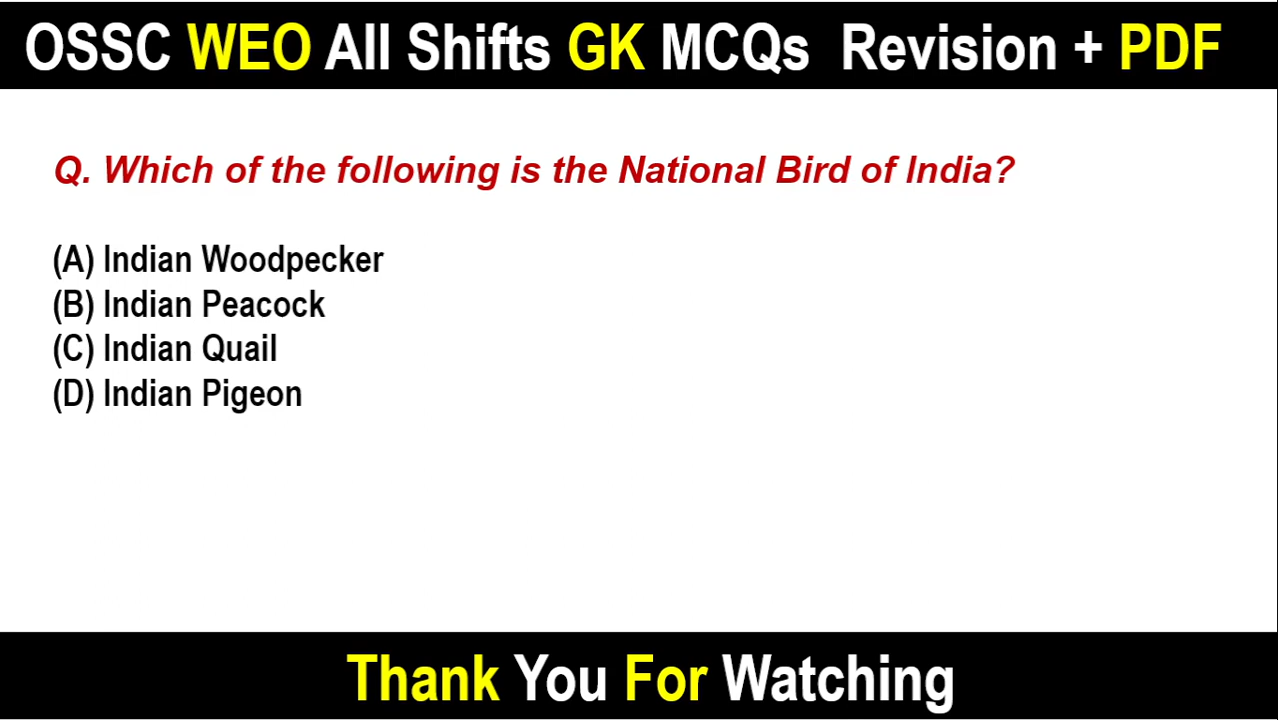 OSSC WEO All Shifts GK MCQs Revision + PDF
Q. Which of the following is the National Bird of India?
(A) Indian Woodpecker
(B) Indian Peacock
(C) Indian Quail
(D) Indian Pigeon
Thank You For Watching